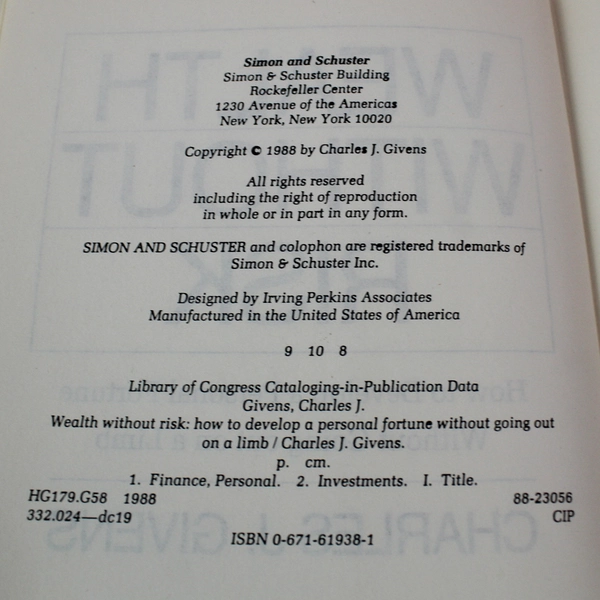 Simon and Schuster
Simon & Schuster Building
Rockefeller Center
1230 Avenue of the Americas
New York, New York 10020
Copyright © 1988 by Charles J. Givens
All rights reserved
including the right of reproduction
in whole or in part in any form.
SIMON AND SCHUSTER and colophon are registered trademarks of
Simon & Schuster Inc.
Designed by Irving Perkins Associates
Manufactured in the United States of America
9 10 8
Library of Congress Cataloging-in-Publication Data
Givens, Charles J.
Wealth without risk: how to develop a personal fortune without going out
on a limb / Charles J. Givens.
p. cm.
1. Finance, Personal. 2. Investments. I. Title.
HG179.G58 1988 88-23056
332.024—dc19 CIP
ISBN 0-671-61938-1